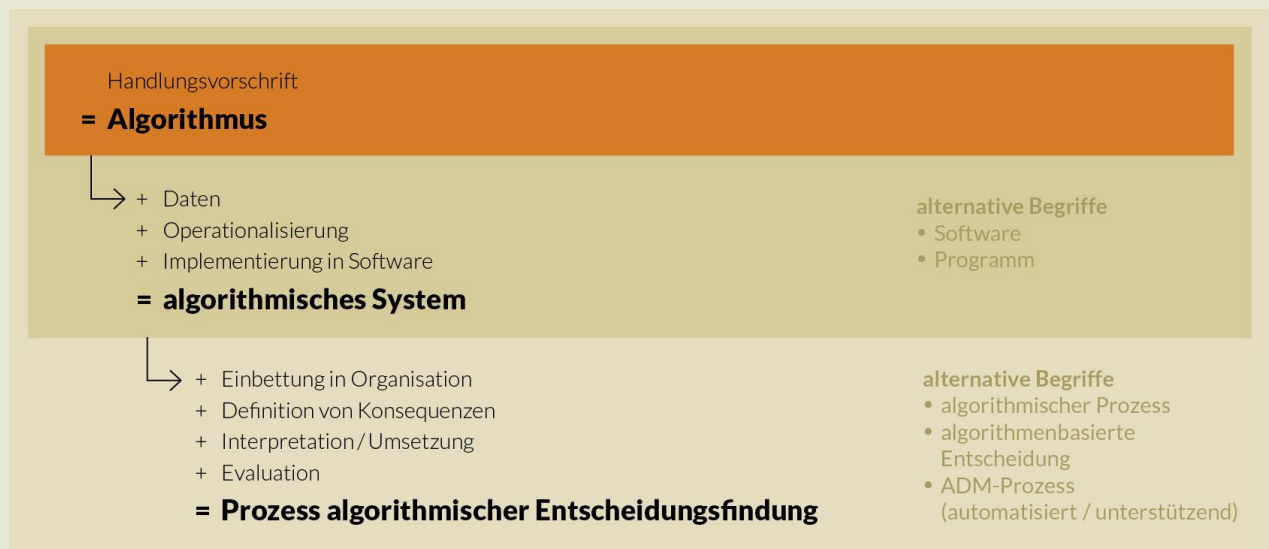 Handlungsvorschrift
= Algorithmus
+ Daten
+ Operationalisierung
+ Implementierung in Software
= algorithmisches System
alternative Begriffe
• Software
• Programm
+ Einbettung in Organisation
+ Definition von Konsequenzen
+ Interpretation / Umsetzung
+ Evaluation
= Prozess algorithmischer Entscheidungsfindung
alternative Begriffe
• algorithmischer Prozess
• algorithmenbasierte
Entscheidung
• ADM-Prozess
(automatisiert / unterstützend)